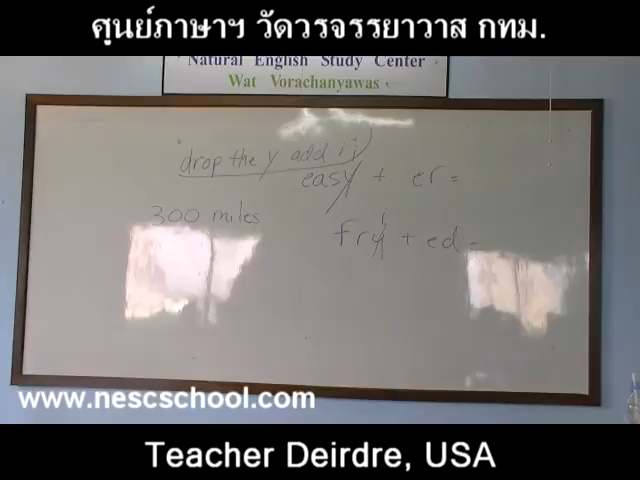 ศูนย์ภาษาฯ วัดวรจรรยาวาส กทม.
Natural English Study Center
Wat Vorachanyawas
drop the y add i
easy + er =
300 miles
i
fry + ed =
www.nescschool.com
Teacher Deirdre, USA